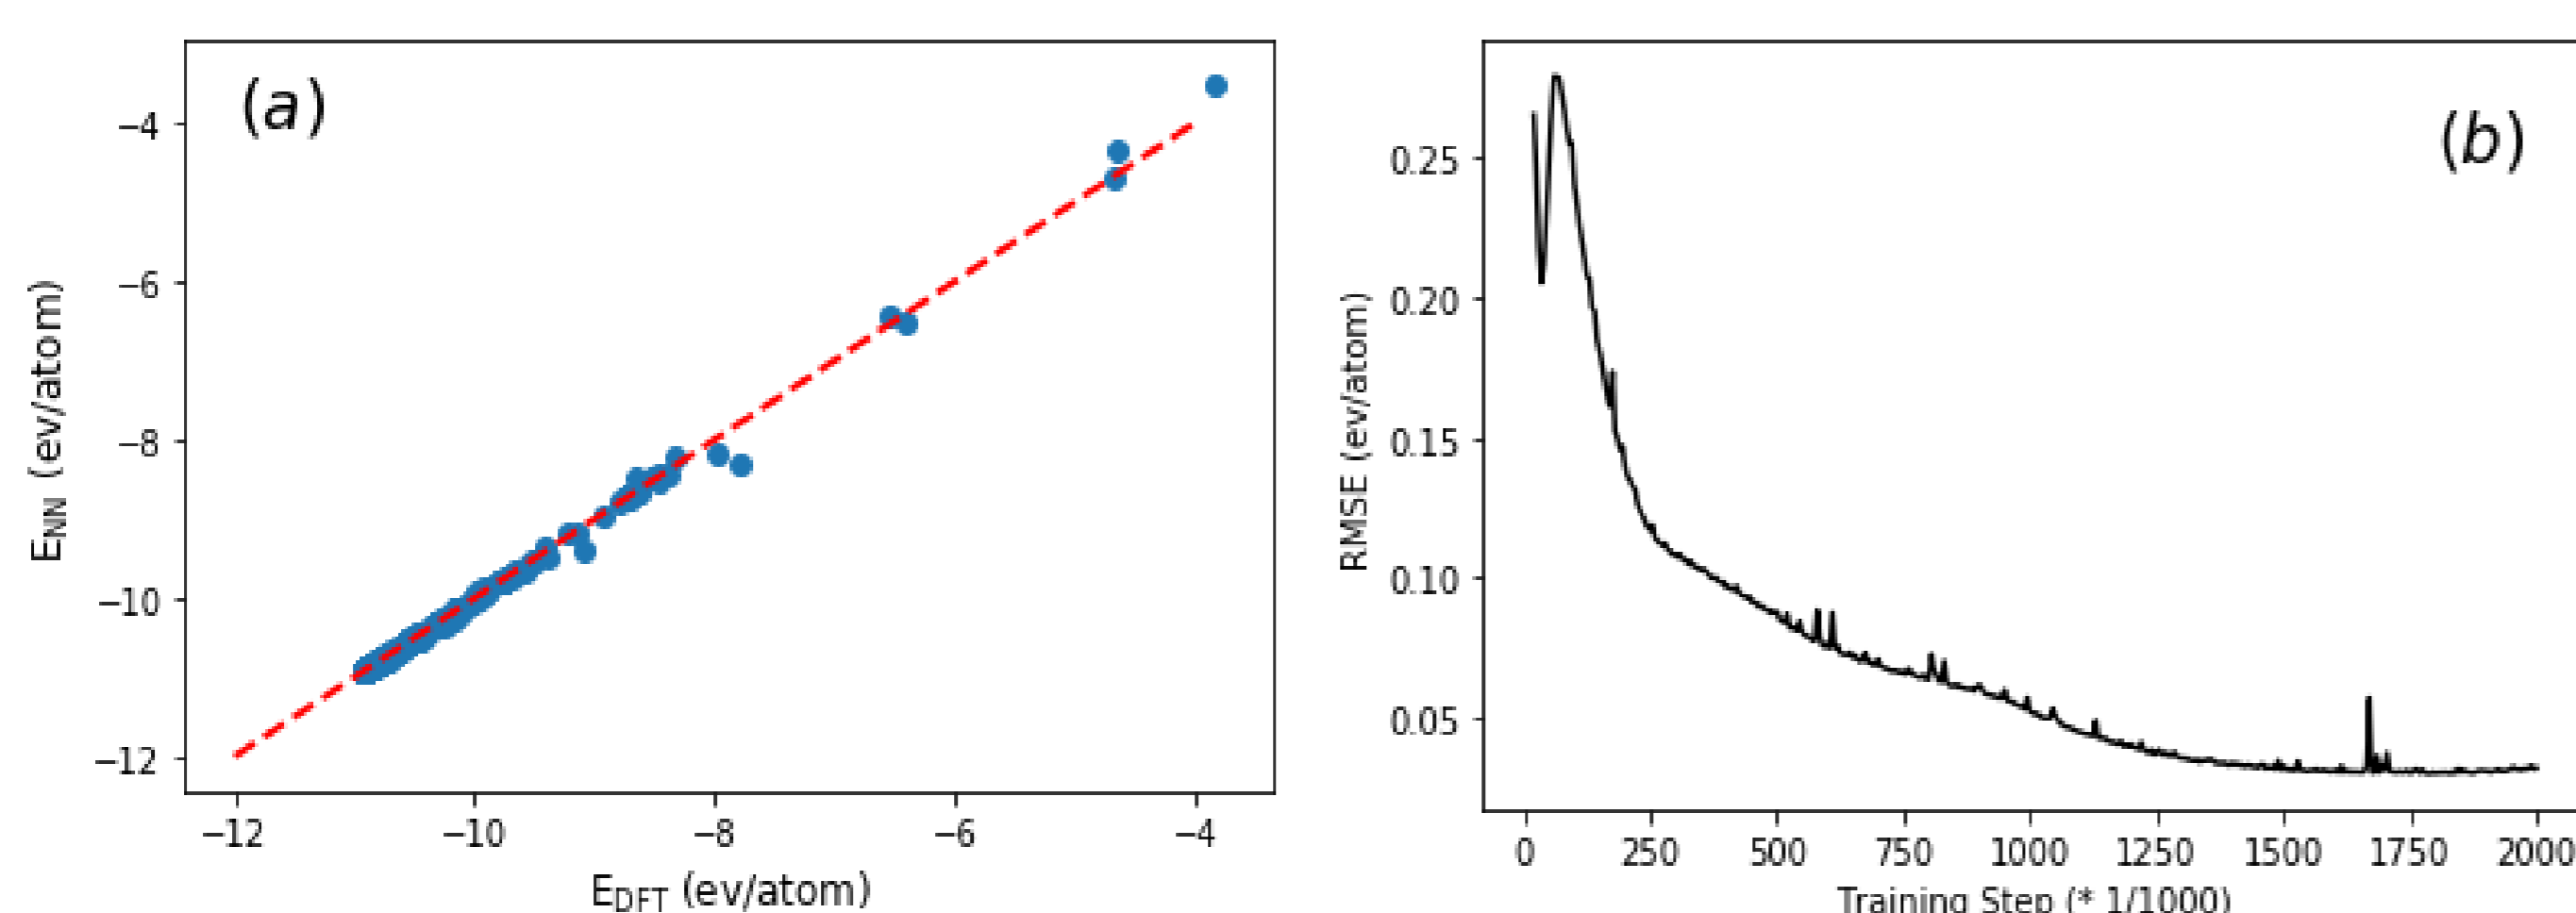 (a)
−4
−6
−8
−10
−12
E_NN (ev/atom)
−12 −10 −8 −6 −4
E_DFT (ev/atom)
(b)
0.25
0.20
0.15
0.10
0.05
RMSE (ev/atom)
0 250 500 750 1000 1250 1500 1750 2000
Training Step (* 1/1000)